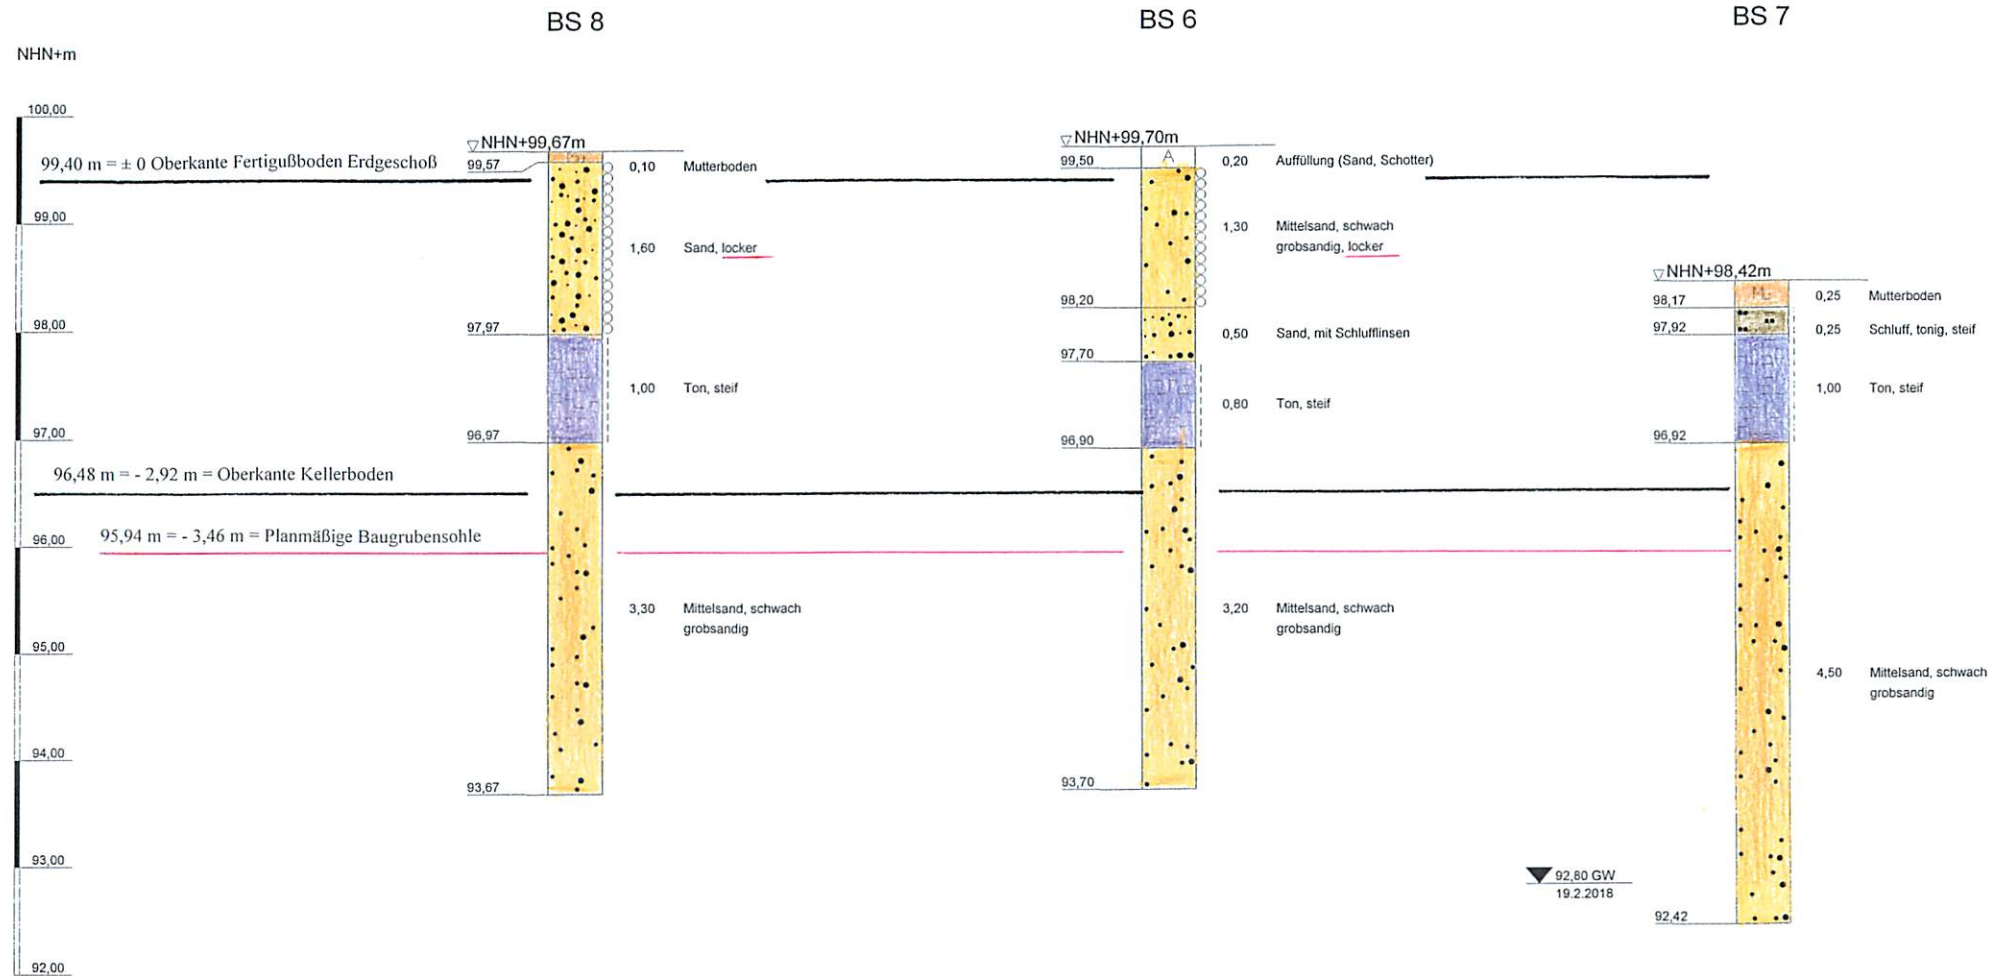 BS 8
BS 6
BS 7
NHN+m
100,00
99,00
98,00
97,00
96,00
95,00
94,00
93,00
92,00
99,40 m = ± 0 Oberkante Fertigußboden Erdgeschoß
96,48 m = - 2,92 m = Oberkante Kellerboden
95,94 m = - 3,46 m = Planmäßige Baugrubensohle
NHN+99,67m
99,57
0,10 Mutterboden
1,60 Sand, locker
97,97
1,00 Ton, steif
96,97
3,30 Mittelsand, schwach
grobsandig
93,67
NHN+99,70m
A
99,50
0,20 Auffüllung (Sand, Schotter)
1,30 Mittelsand, schwach
grobsandig, locker
98,20
0,50 Sand, mit Schlufflinsen
97,70
0,80 Ton, steif
96,90
3,20 Mittelsand, schwach
grobsandig
93,70
NHN+98,42m
98,17
0,25 Mutterboden
97,92
0,25 Schluff, tonig, steif
1,00 Ton, steif
96,92
4,50 Mittelsand, schwach
grobsandig
92,80 GW
19.2.2018
92,42